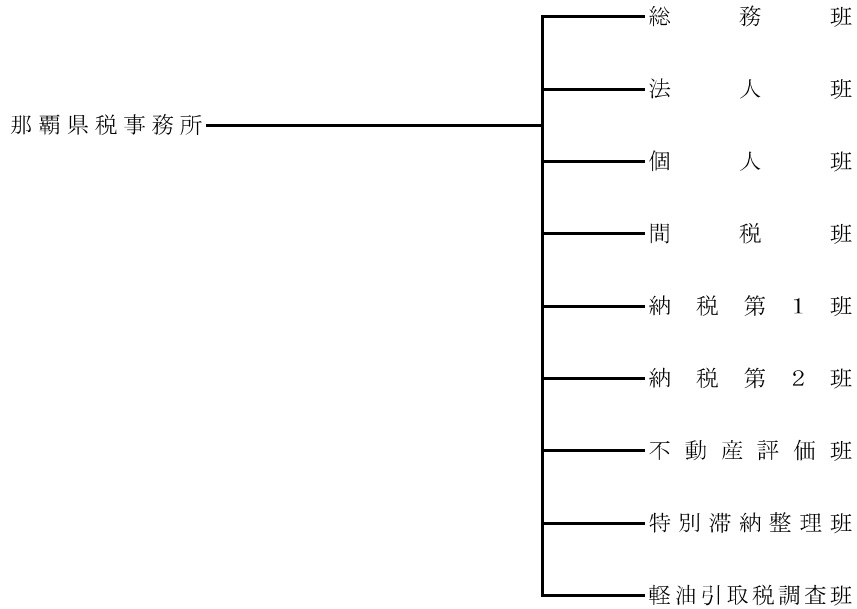 総務班
法人班
那覇県税事務所
個人班
間税班
納税第1班
納税第2班
不動産評価班
特別滞納整理班
軽油引取税調査班